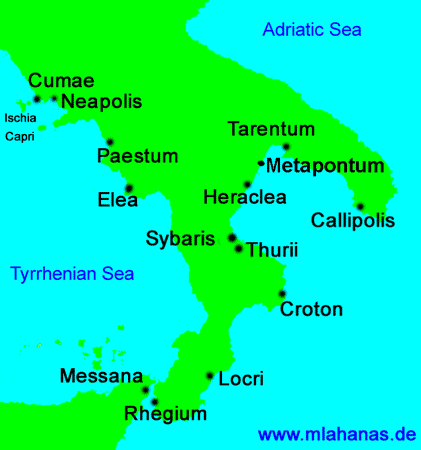 Adriatic Sea
Cumae
Neapolis
Ischia
Capri
Tarentum
Paestum
Metapontum
Elea
Heraclea
Callipolis
Sybaris
Thurii
Tyrrhenian Sea
Croton
Messana
Locri
Rhegium
www.mlahanas.de